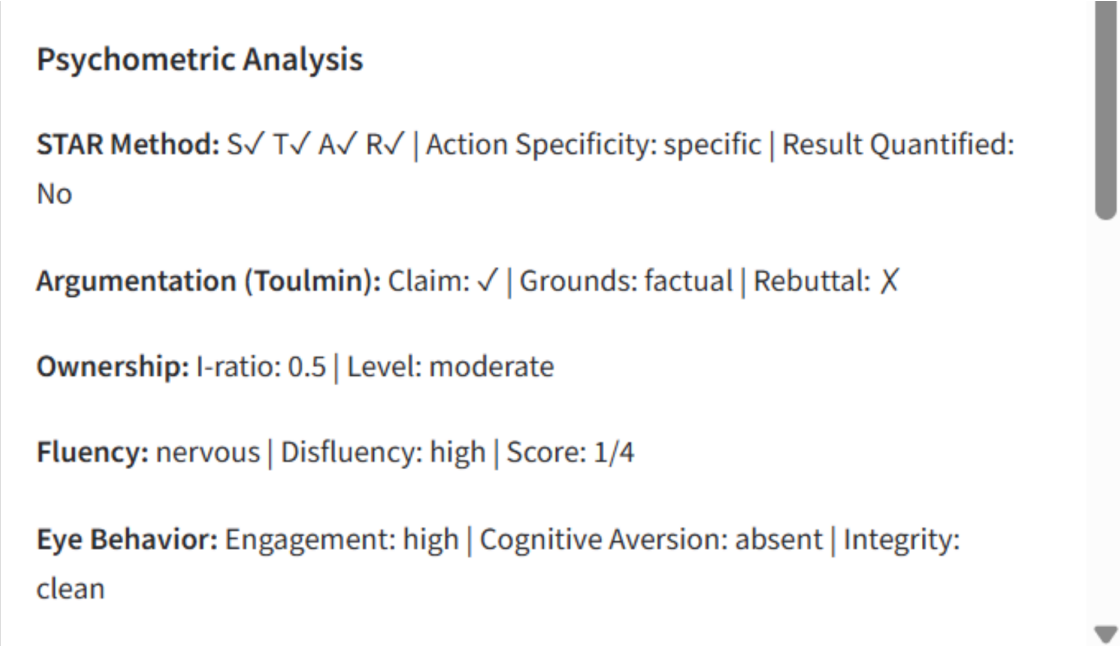 Psychometric Analysis
STAR Method: S✓ T✓ A✓ R✓ | Action Specificity: specific | Result Quantified:
No
Argumentation (Toulmin): Claim: ✓ | Grounds: factual | Rebuttal: ✗
Ownership: I-ratio: 0.5 | Level: moderate
Fluency: nervous | Disfluency: high | Score: 1/4
Eye Behavior: Engagement: high | Cognitive Aversion: absent | Integrity:
clean